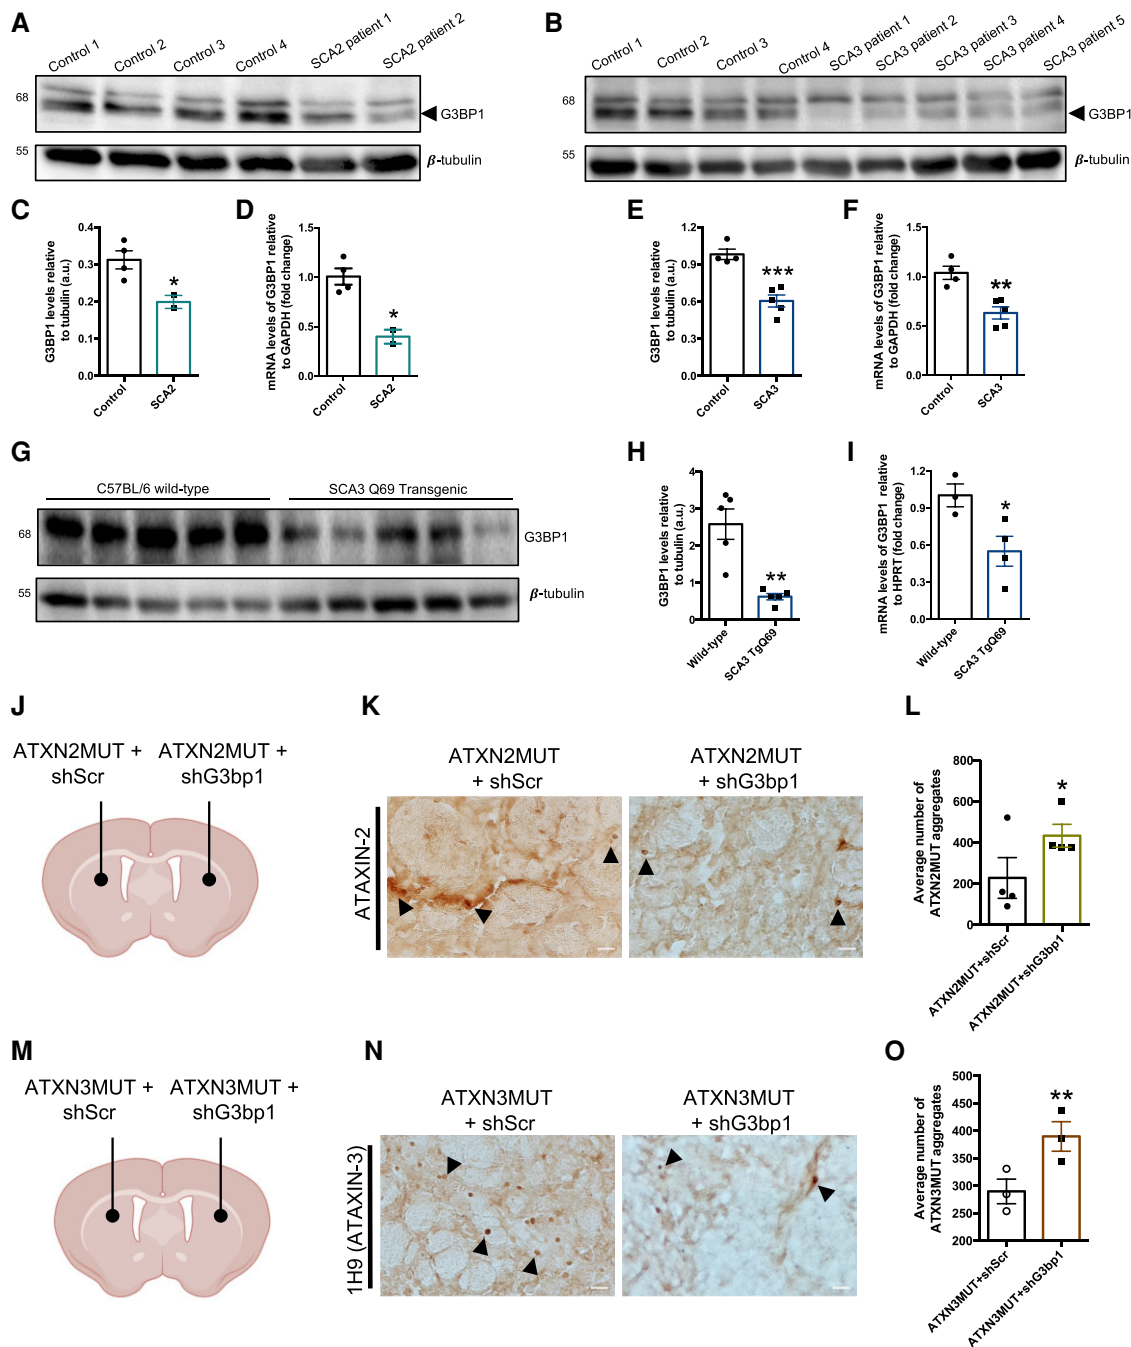 A
Control 1
Control 2
Control 3
Control 4
SCA2 patient 1
SCA2 patient 2
68
G3BP1
55
β-tubulin
B
Control 1
Control 2
Control 3
Control 4
SCA3 patient 1
SCA3 patient 2
SCA3 patient 3
SCA3 patient 4
SCA3 patient 5
68
G3BP1
55
β-tubulin
C
G3BP1 levels relative
to tubulin (a.u.)
0.4
0.3
0.2
0.1
0.0
*
Control
SCA2
D
mRNA levels of G3BP1 relative
to GAPDH (fold change)
1.5
1.0
0.5
0.0
*
Control
SCA2
E
G3BP1 levels relative
to tubulin (a.u.)
1.2
0.9
0.6
0.3
0.0
***
Control
SCA3
F
mRNA levels of G3BP1 relative
to GAPDH (fold change)
1.5
1.0
0.5
0.0
**
Control
SCA3
G
C57BL/6 wild-type
SCA3 Q69 Transgenic
68
G3BP1
55
β-tubulin
H
G3BP1 levels relative
to tubulin (a.u.)
4
3
2
1
0
**
Wild-type
SCA3 TgQ69
I
mRNA levels of G3BP1 relative
to HPRT (fold change)
1.2
0.9
0.6
0.3
0.0
*
Wild-type
SCA3 TgQ69
J
ATXN2MUT +
shScr
ATXN2MUT +
shG3bp1
K
ATXN2MUT
+ shScr
ATXN2MUT
+ shG3bp1
ATAXIN-2
L
Average number of
ATXN2MUT aggregates
800
600
400
200
0
*
ATXN2MUT+shScr
ATXN2MUT+shG3bp1
M
ATXN3MUT +
shScr
ATXN3MUT +
shG3bp1
N
ATXN3MUT
+ shScr
ATXN3MUT
+ shG3bp1
1H9 (ATAXIN-3)
O
Average number of
ATXN3MUT aggregates
500
450
400
350
300
250
200
**
ATXN3MUT+shScr
ATXN3MUT+shG3bp1